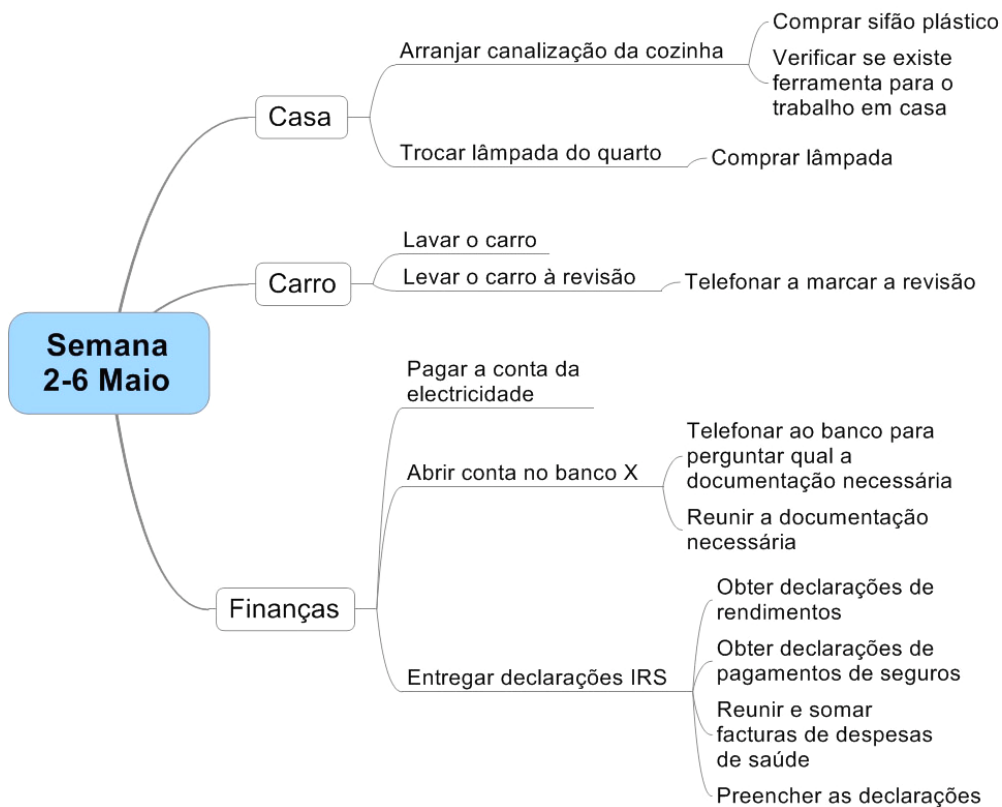 Semana
2-6 Maio
Casa
Arranjar canalização da cozinha
Comprar sifão plástico
Verificar se existe
ferramenta para o
trabalho em casa
Trocar lâmpada do quarto
Comprar lâmpada
Carro
Lavar o carro
Levar o carro à revisão
Telefonar a marcar a revisão
Finanças
Pagar a conta da
electricidade
Abrir conta no banco X
Telefonar ao banco para
perguntar qual a
documentação necessária
Reunir a documentação
necessária
Entregar declarações IRS
Obter declarações de
rendimentos
Obter declarações de
pagamentos de seguros
Reunir e somar
facturas de despesas
de saúde
Preencher as declarações